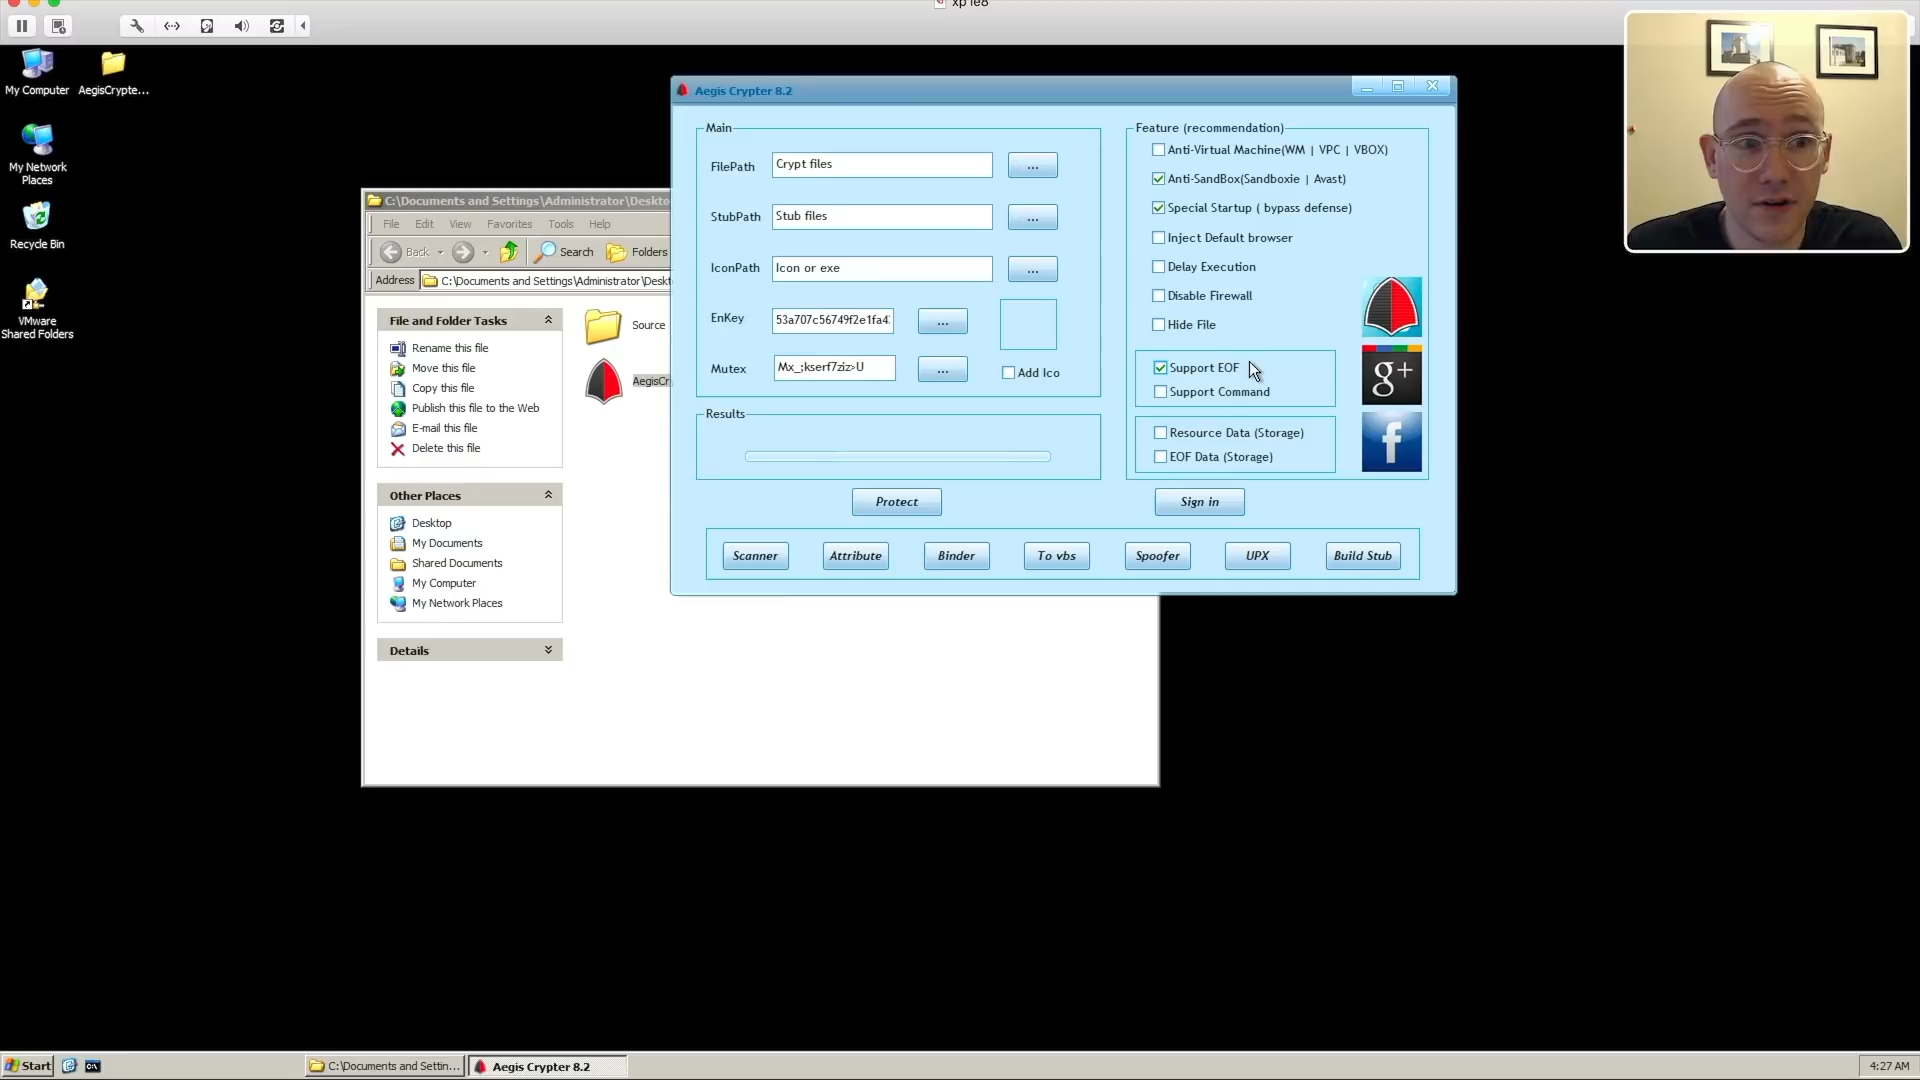 xp ie8
My Computer
AegisCrypte...
My Network
Places
Recycle Bin
VMware
Shared Folders
C:\Documents and Settings\Administrator\Deskto
File Edit View Favorites Tools Help
Back
Search
Folders
Address
C:\Documents and Settings\Administrator\Deskt
File and Folder Tasks
Rename this file
Move this file
Copy this file
Publish this file to the Web
E-mail this file
Delete this file
Other Places
Desktop
My Documents
Shared Documents
My Computer
My Network Places
Details
Source
AegisCr
Aegis Crypter 8.2
Main
FilePath
Crypt files
...
StubPath
Stub files
...
IconPath
Icon or exe
...
EnKey
53a707c56749f2e1fa4
...
Mutex
Mx_;kserf7ziz>U
...
Add Ico
Results
Protect
Feature (recommendation)
Anti-Virtual Machine(WM | VPC | VBOX)
Anti-SandBox(Sandboxie | Avast)
Special Startup ( bypass defense)
Inject Default browser
Delay Execution
Disable Firewall
Hide File
Support EOF
Support Command
Resource Data (Storage)
EOF Data (Storage)
g+
f
Sign in
Scanner
Attribute
Binder
To vbs
Spoofer
UPX
Build Stub
Start
C:\Documents and Settin...
Aegis Crypter 8.2
4:27 AM